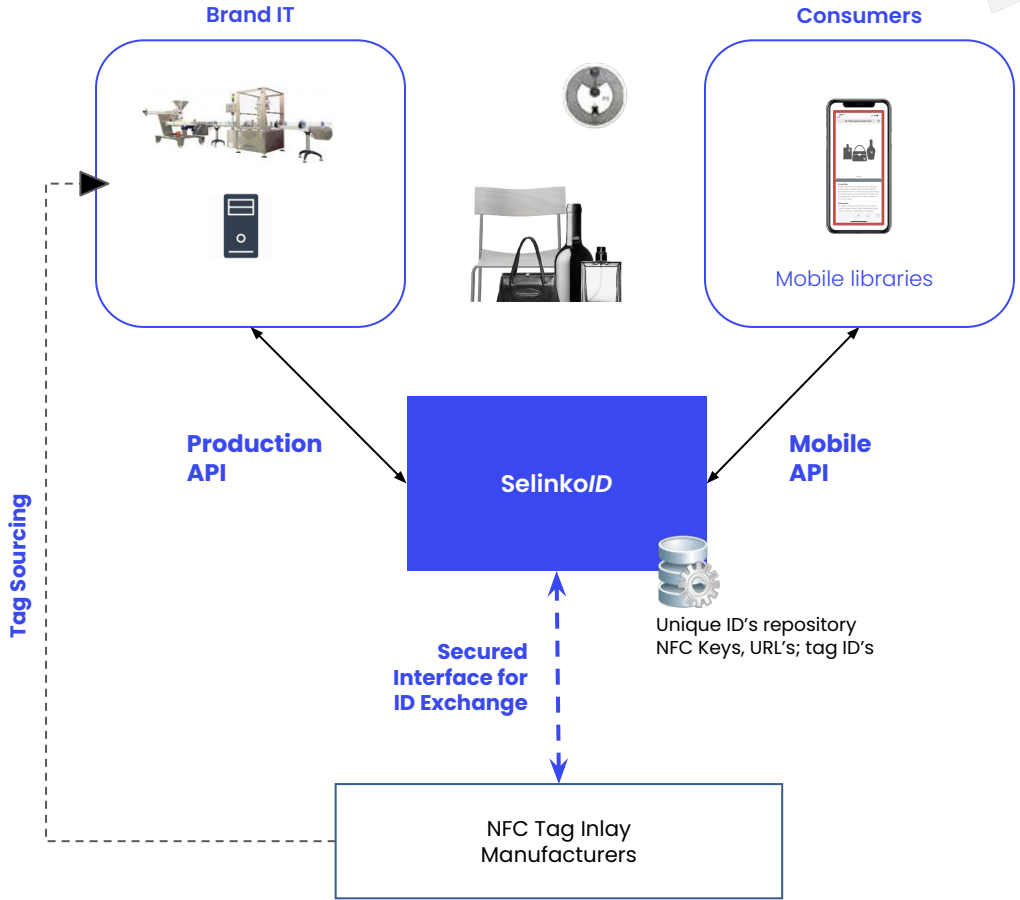 Brand IT
Consumers
Mobile libraries
Production
API
Mobile
API
SelinkoID
Tag Sourcing
Unique ID’s repository
NFC Keys, URL’s; tag ID’s
Secured
Interface for
ID Exchange
NFC Tag Inlay
Manufacturers